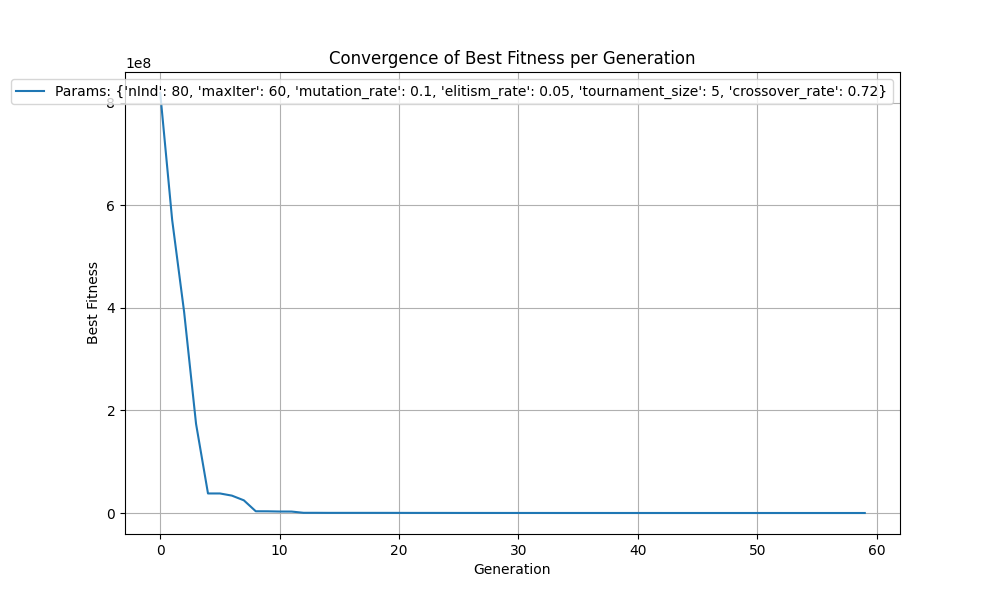 Convergence of Best Fitness per Generation
1e8
Params: {'nInd': 80, 'maxIter': 60, 'mutation_rate': 0.1, 'elitism_rate': 0.05, 'tournament_size': 5, 'crossover_rate': 0.72}
8
6
4
2
0
Best Fitness
0 10 20 30 40 50 60
Generation